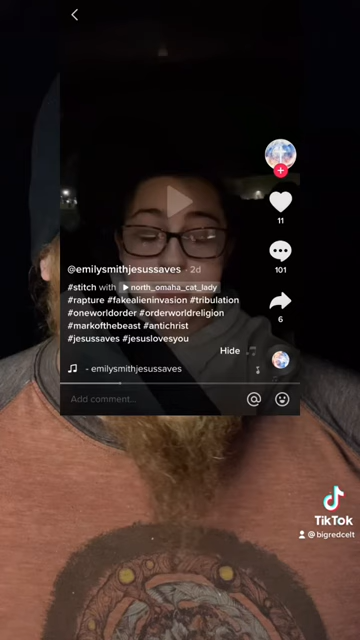 @emilysmithjesussaves · 2d
#stitch with ▶ north_omaha_cat_lady
#rapture #fakealieninvasion #tribulation
#oneworldorder #orderworldreligion
#markofthebeast #antichrist
#jesussaves #jesuslovesyou
11
101
6
Hide
- emilysmithjesussaves
Add comment...
TikTok
@bigredcelt